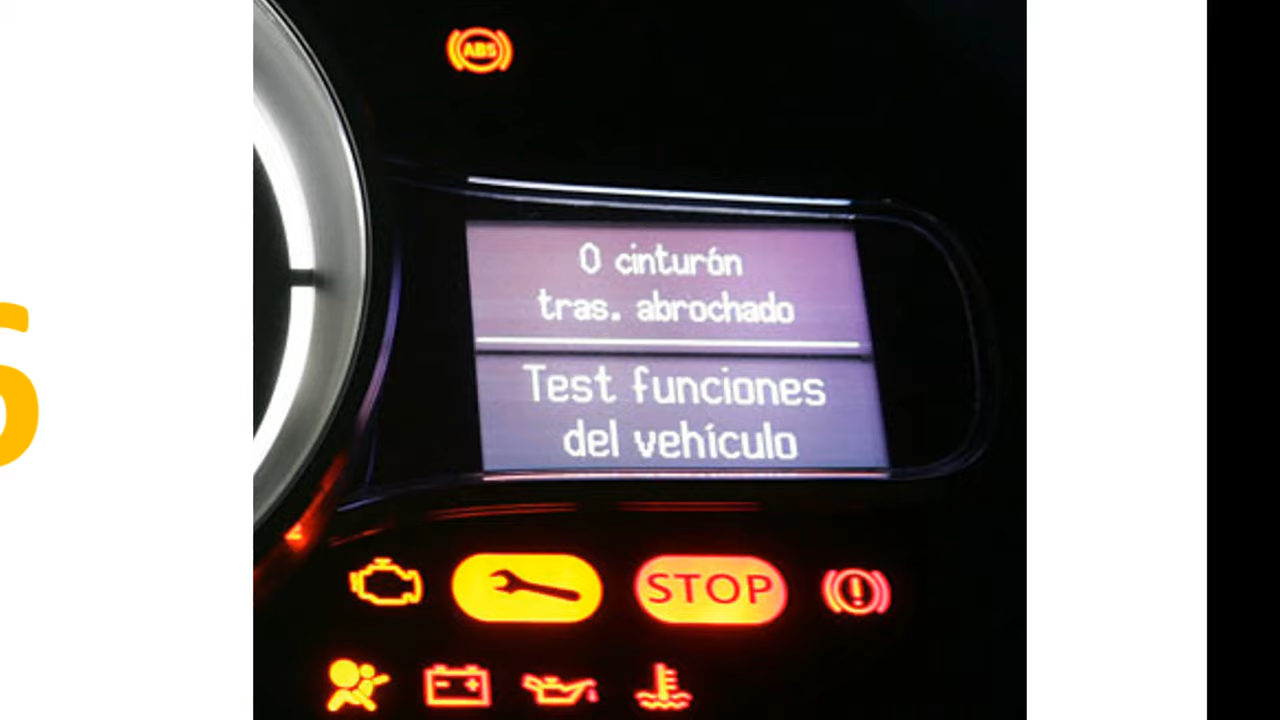 ABS
0 cinturón
tras. abrochado
Test funciones
del vehículo
STOP